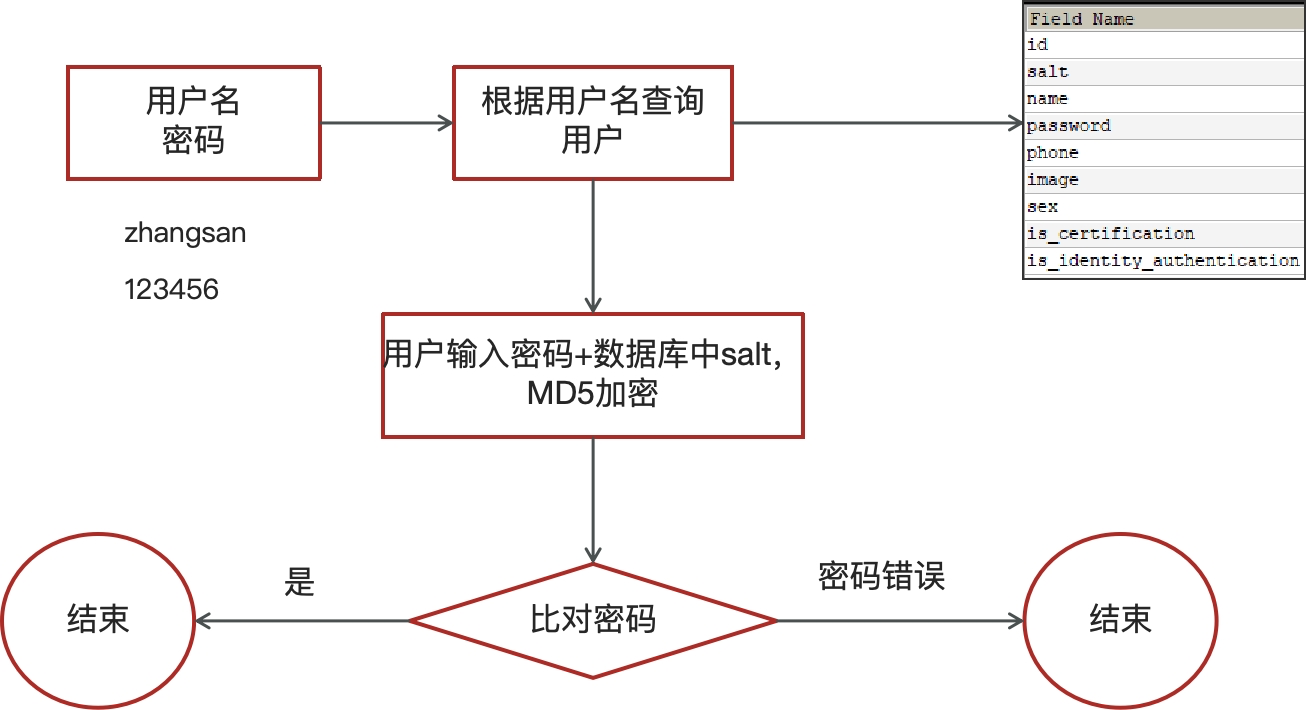 用户名
密码
zhangsan
123456
根据用户名查询
用户
Field Name
id
salt
name
password
phone
image
sex
is_certification
is_identity_authentication
用户输入密码+数据库中salt，
MD5加密
比对密码
是
结束
密码错误
结束